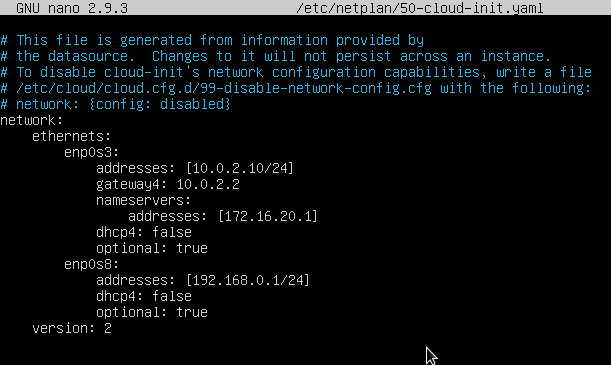 GNU nano 2.9.3 /etc/netplan/50-cloud-init.yaml
# This file is generated from information provided by
# the datasource.  Changes to it will not persist across an instance.
# To disable cloud-init's network configuration capabilities, write a file
# /etc/cloud/cloud.cfg.d/99-disable-network-config.cfg with the following:
# network: {config: disabled}
network:
    ethernets:
        enp0s3:
            addresses: [10.0.2.10/24]
            gateway4: 10.0.2.2
            nameservers:
                addresses: [172.16.20.1]
            dhcp4: false
            optional: true
        enp0s8:
            addresses: [192.168.0.1/24]
            dhcp4: false
            optional: true
    version: 2